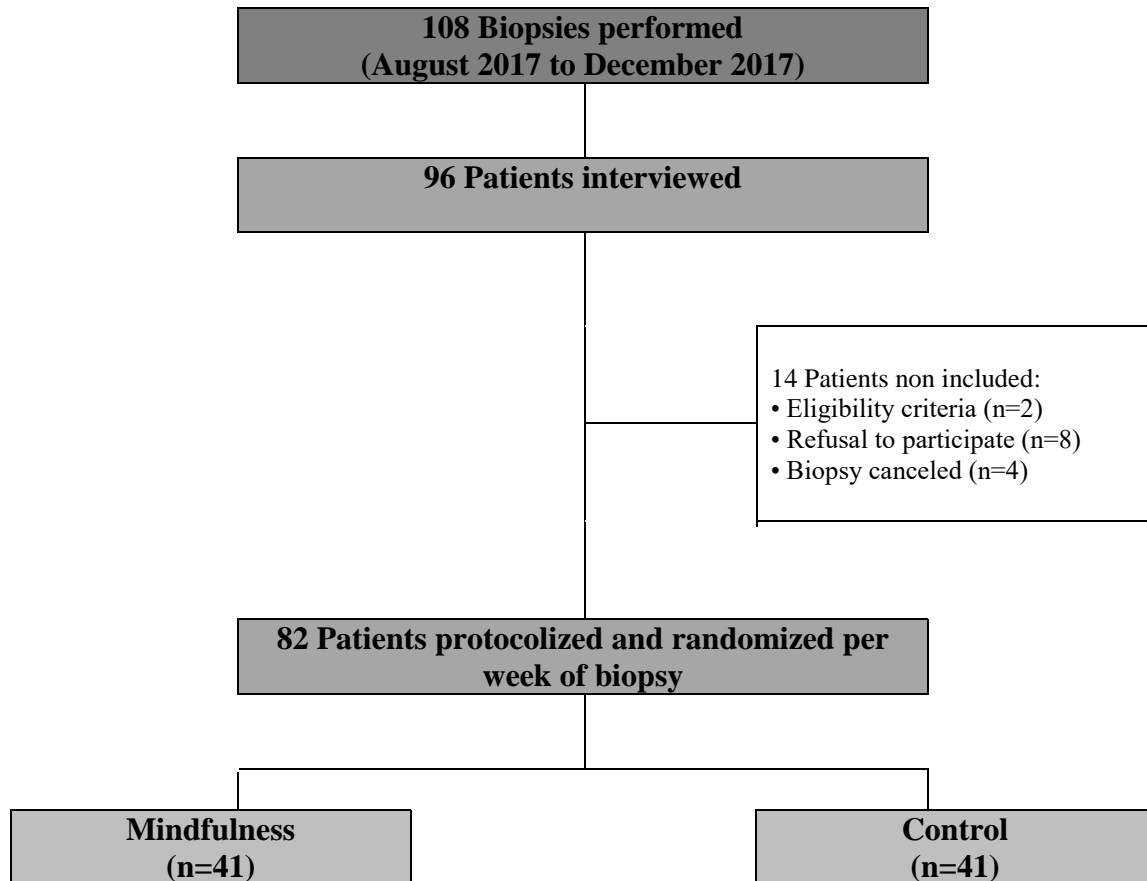 108 Biopsies performed
(August 2017 to December 2017)
96 Patients interviewed
14 Patients non included:
• Eligibility criteria (n=2)
• Refusal to participate (n=8)
• Biopsy canceled (n=4)
82 Patients protocolized and randomized per
week of biopsy
Mindfulness
(n=41)
Control
(n=41)